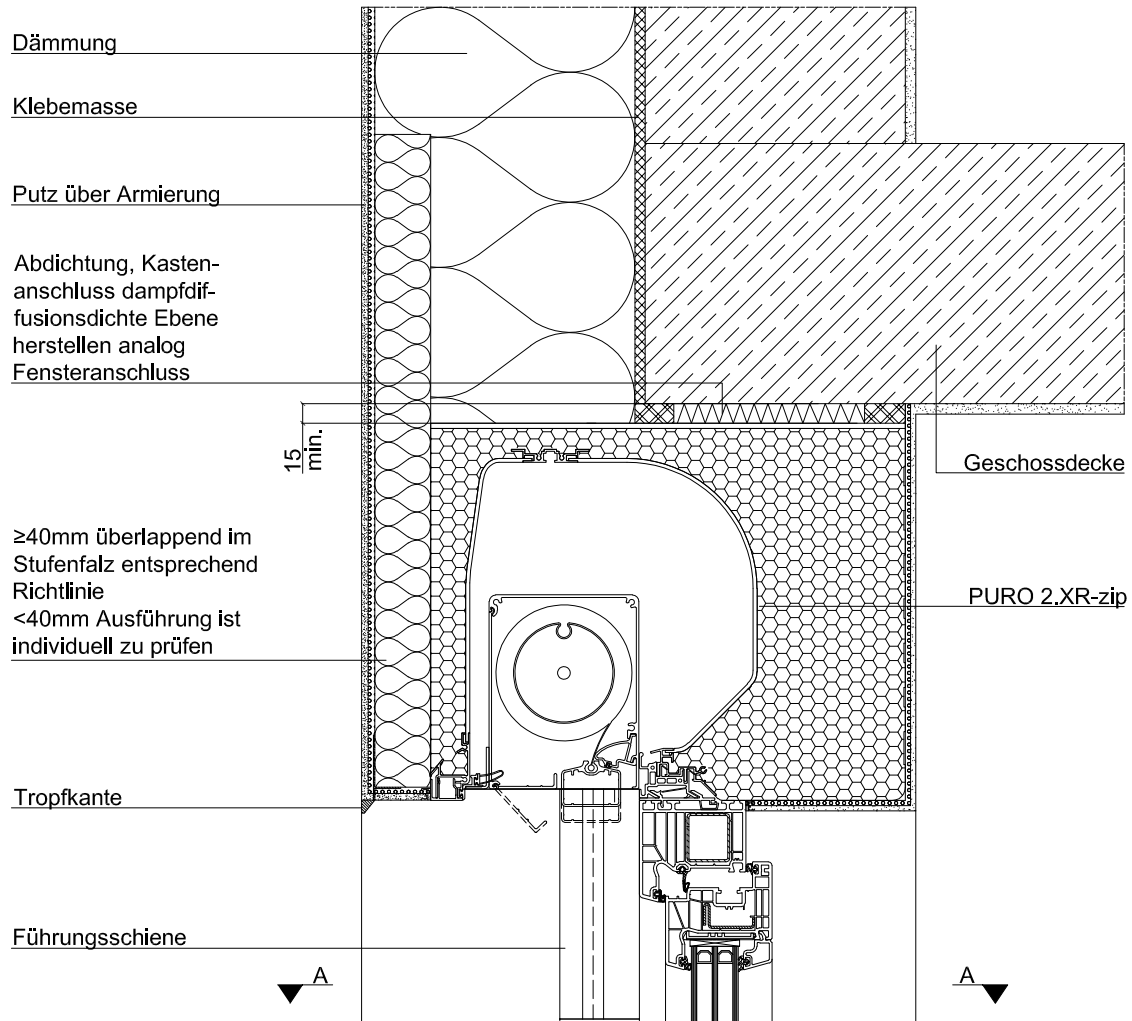 Dämmung
Klebemasse
Putz über Armierung
Abdichtung, Kasten-
anschluss dampfdif-
fusionsdichte Ebene
herstellen analog
Fensteranschluss
15
min.
Geschossdecke
≥40mm überlappend im
Stufenfalz entsprechend
Richtlinie
<40mm Ausführung ist
individuell zu prüfen
PURO 2.XR-zip
Tropfkante
Führungsschiene
A
A